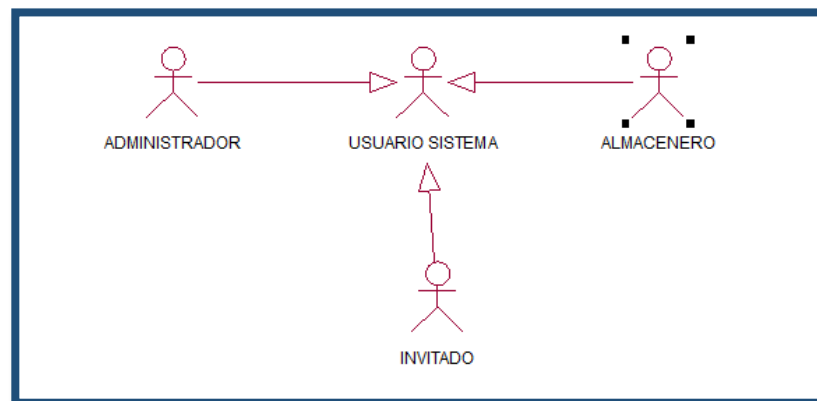 ADMINISTRADOR
USUARIO SISTEMA
ALMACENERO
INVITADO